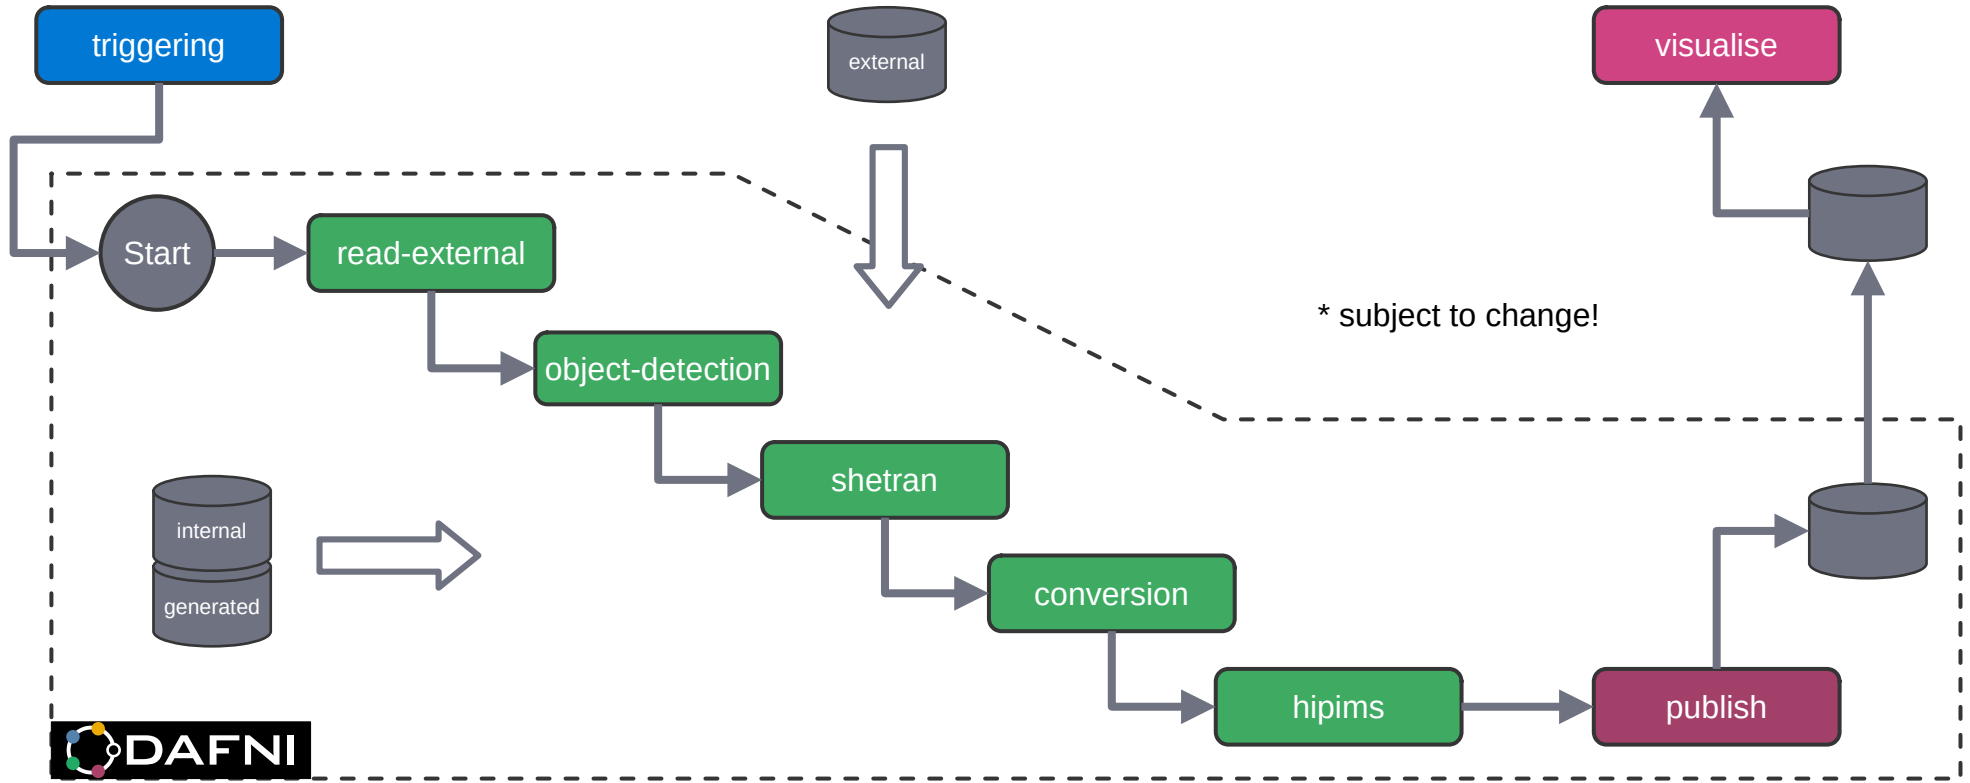 triggering
external
visualise
Start
read-external
* subject to change!
object-detection
shetran
internal
generated
conversion
hipims
publish
DAFNI